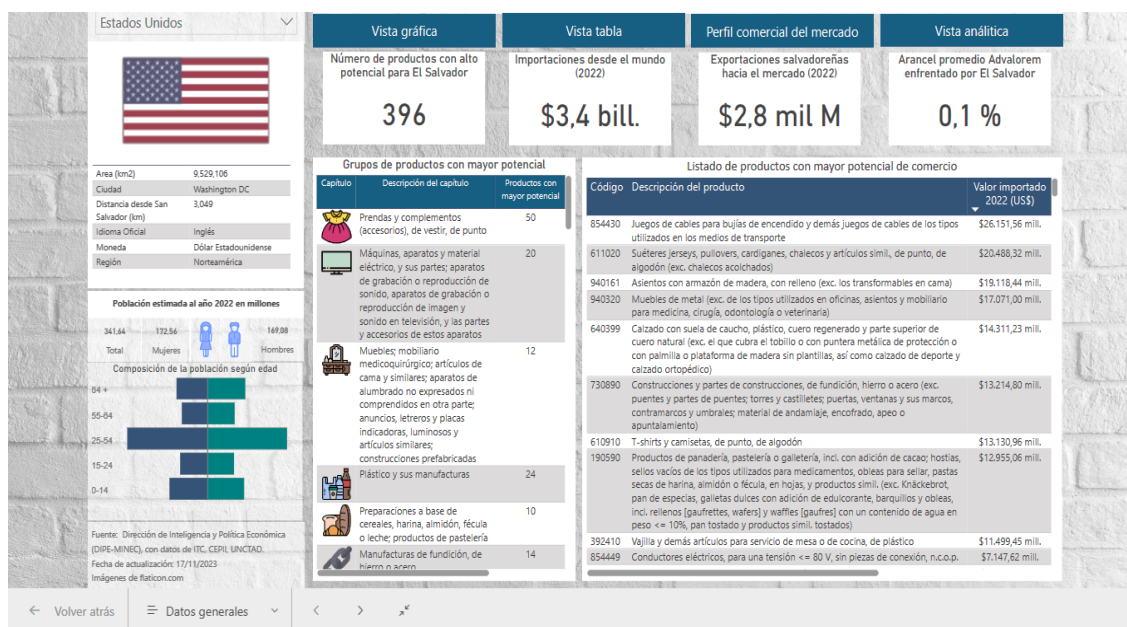 Estados Unidos
Vista gráfica
Vista tabla
Perfil comercial del mercado
Vista análitica
Número de productos con alto
potencial para El Salvador
396
Importaciones desde el mundo
(2022)
$3,4 bill.
Exportaciones salvadoreñas
hacia el mercado (2022)
$2,8 mil M
Arancel promedio Advalorem
enfrentado por El Salvador
0,1 %
Area (km2) 9,529,106
Ciudad Washington DC
Distancia desde San 3,049
Salvador (km)
Idioma Oficial Inglés
Moneda Dólar Estadounidense
Región Norteamérica
Población estimada al año 2022 en millones
341,64 172,56 169,08
Total Mujeres Hombres
Composición de la población según edad
64 +
55-64
25-54
15-24
0-14
Fuente: Dirección de Inteligencia y Política Económica
(DIPE-MINEC), con datos de ITC, CEPII, UNCTAD.
Fecha de actualización: 17/11/2023
Imágenes de flaticon.com
Grupos de productos con mayor potencial
Capítulo Descripción del capítulo Productos con
mayor potencial
Prendas y complementos 50
(accesorios), de vestir, de punto
Máquinas, aparatos y material 20
eléctrico, y sus partes; aparatos
de grabación o reproducción de
sonido, aparatos de grabación o
reproducción de imagen y
sonido en televisión, y las partes
y accesorios de estos aparatos
Muebles; mobiliario 12
medicoquirúrgico; artículos de
cama y similares; aparatos de
alumbrado no expresados ni
comprendidos en otra parte;
anuncios, letreros y placas
indicadoras, luminosos y
artículos similares;
construcciones prefabricadas
Plástico y sus manufacturas 24
Preparaciones a base de 10
cereales, harina, almidón, fécula
o leche; productos de pastelería
Manufacturas de fundición, de 14
hierro o acero
Listado de productos con mayor potencial de comercio
Código Descripción del producto Valor importado
2022 (US$)
854430 Juegos de cables para bujías de encendido y demás juegos de cables de los tipos $26.151,56 mill.
utilizados en los medios de transporte
611020 Suéteres jerseys, pullovers, cardiganes, chalecos y artículos simil., de punto, de $20.488,32 mill.
algodón (exc. chalecos acolchados)
940161 Asientos con armazón de madera, con relleno (exc. los transformables en cama) $19.118,44 mill.
940320 Muebles de metal (exc. de los tipos utilizados en oficinas, asientos y mobiliario $17.071,00 mill.
para medicina, cirugía, odontología o veterinaria)
640399 Calzado con suela de caucho, plástico, cuero regenerado y parte superior de $14.311,23 mill.
cuero natural (exc. el que cubra el tobillo o con puntera metálica de protección o
con palmilla o plataforma de madera sin plantillas, así como calzado de deporte y
calzado ortopédico)
730890 Construcciones y partes de construcciones, de fundición, hierro o acero (exc. $13.214,80 mill.
puentes y partes de puentes; torres y castilletes; puertas, ventanas y sus marcos,
contramarcos y umbrales; material de andamiaje, encofrado, apeo o
apuntalamiento)
610910 T-shirts y camisetas, de punto, de algodón $13.130,96 mill.
190590 Productos de panadería, pastelería o galletería, incl. con adición de cacao; hostias, $12.955,06 mill.
sellos vacíos de los tipos utilizados para medicamentos, obleas para sellar, pastas
secas de harina, almidón o fécula, en hojas, y productos simil. (exc. Knäckebrot,
pan de especias, galletas dulces con adición de edulcorante, barquillos y obleas,
incl. rellenos [gaufrettes, wafers] y waffles [gaufres] con un contenido de agua en
peso <= 10%, pan tostado y productos simil. tostados)
392410 Vajilla y demás artículos para servicio de mesa o de cocina, de plástico $11.499,45 mill.
854449 Conductores eléctricos, para una tensión <= 80 V, sin piezas de conexión, n.c.o.p. $7.147,62 mill.
Volver atrás
Datos generales